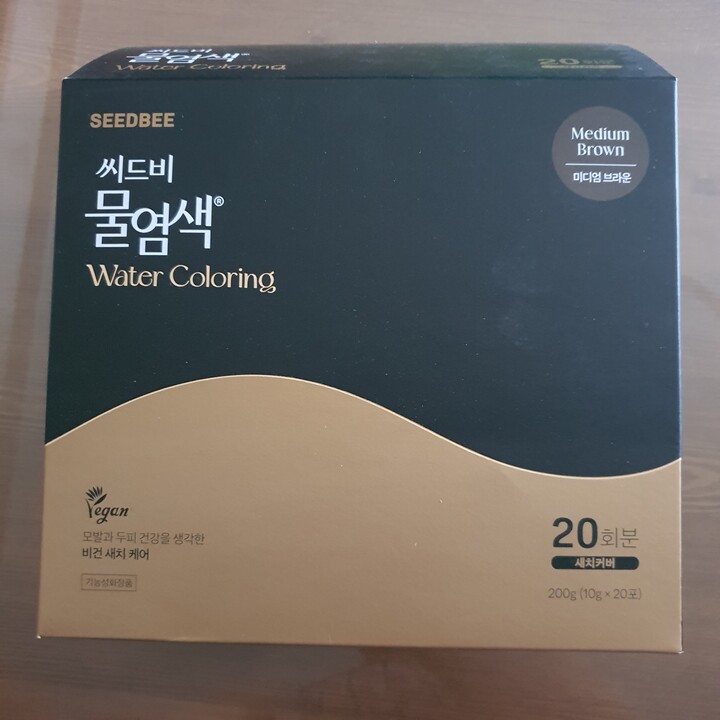 씨드비
물염색®
Water Coloring
20회분
SEEDBEE
Medium
Brown
미디엄 브라운
씨드비
물염색®
Water Coloring
Vegan
모발과 두피 건강을 생각한
비건 새치 케어
기능성화장품
20회분
새치커버
200g (10g × 20포)